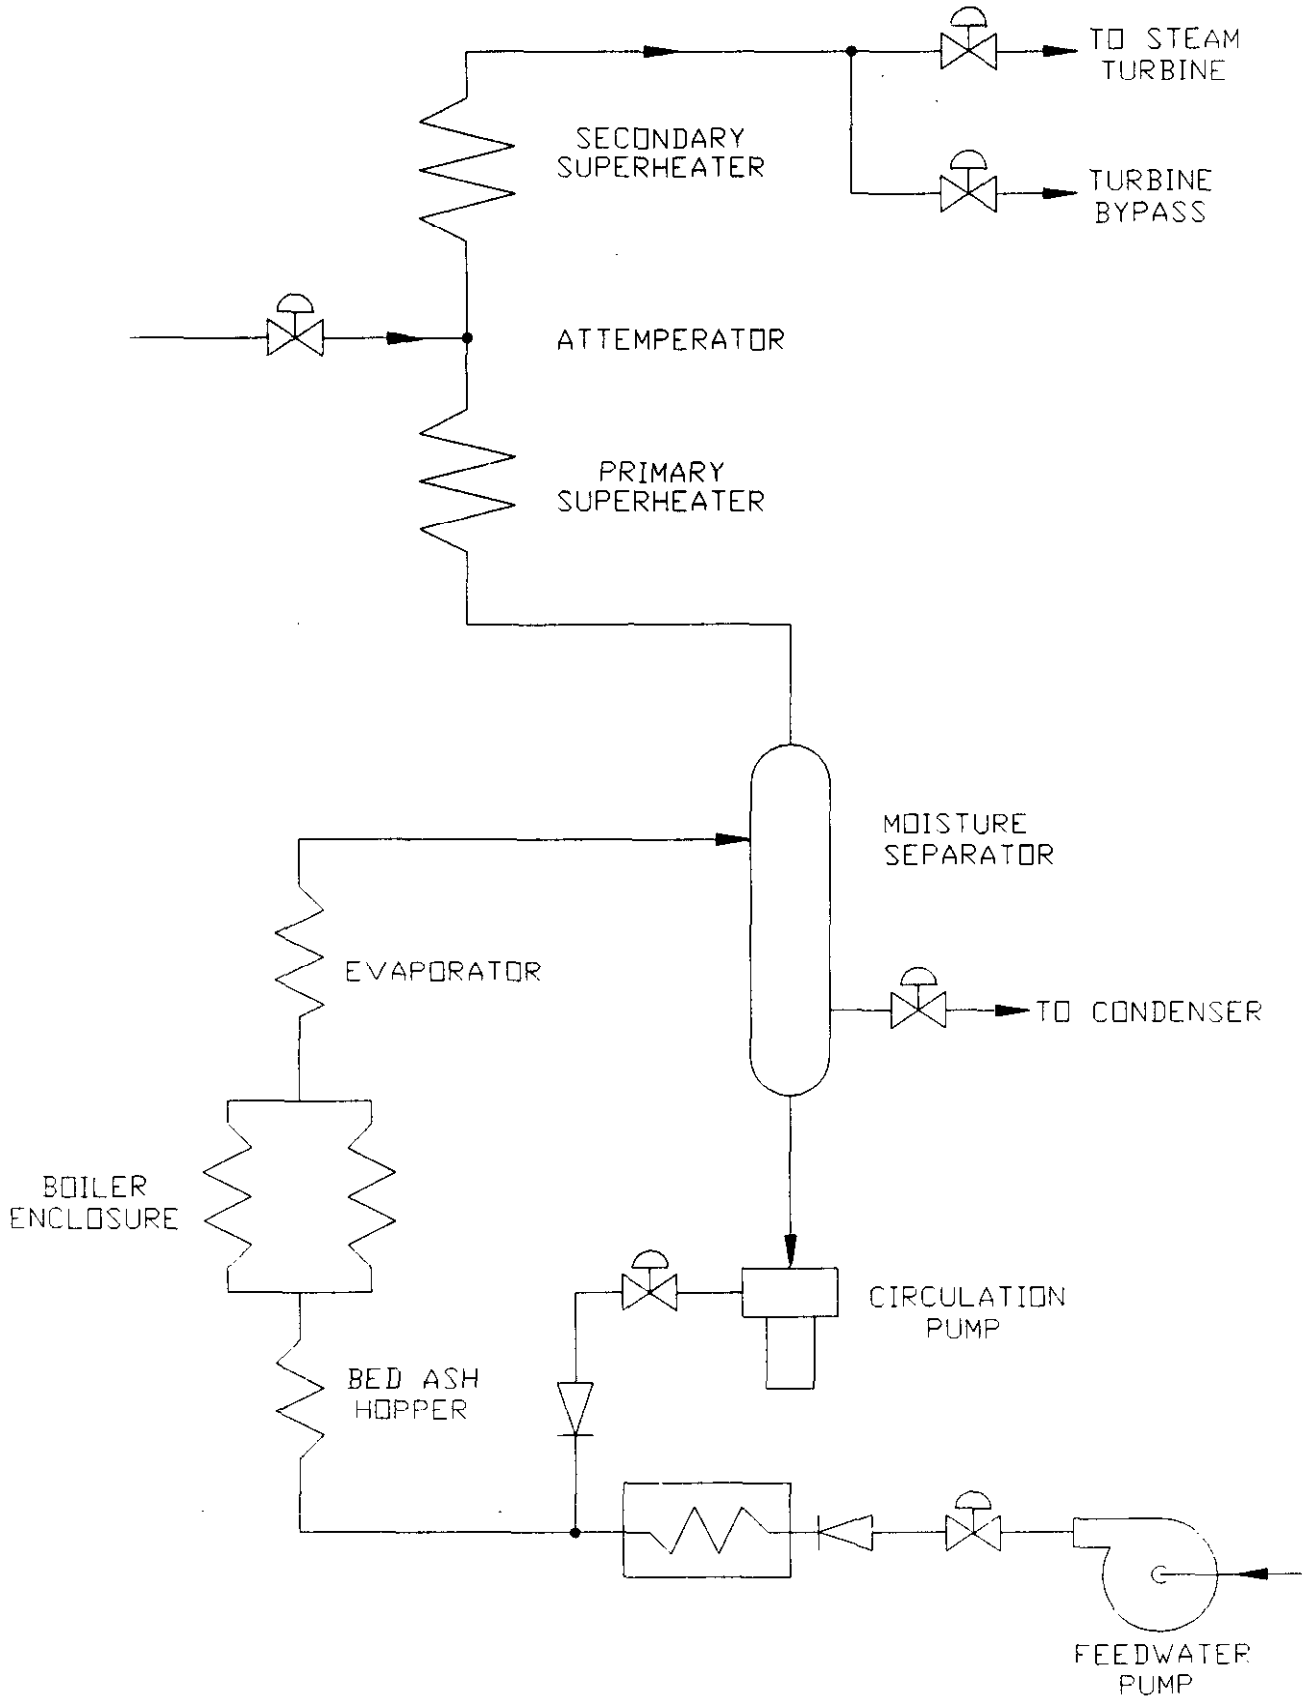 TO STEAM
TURBINE
SECONDARY
SUPERHEATER
TURBINE
BYPASS
ATTEMPERATOR
PRIMARY
SUPERHEATER
MOISTURE
SEPARATOR
EVAPORATOR
TO CONDENSER
BOILER
ENCLOSURE
CIRCULATION
PUMP
BED ASH
HOPPER
FEEDWATER
PUMP